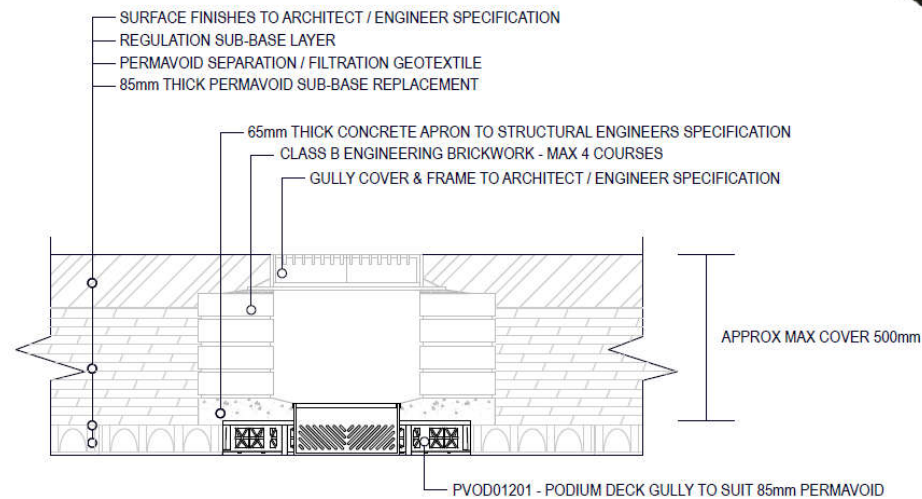 SURFACE FINISHES TO ARCHITECT / ENGINEER SPECIFICATION
REGULATION SUB-BASE LAYER
PERMAVOID SEPARATION / FILTRATION GEOTEXTILE
85mm THICK PERMAVOID SUB-BASE REPLACEMENT
65mm THICK CONCRETE APRON TO STRUCTURAL ENGINEERS SPECIFICATION
CLASS B ENGINEERING BRICKWORK - MAX 4 COURSES
GULLY COVER & FRAME TO ARCHITECT / ENGINEER SPECIFICATION
APPROX MAX COVER 500mm
PVOD01201 - PODIUM DECK GULLY TO SUIT 85mm PERMAVOID